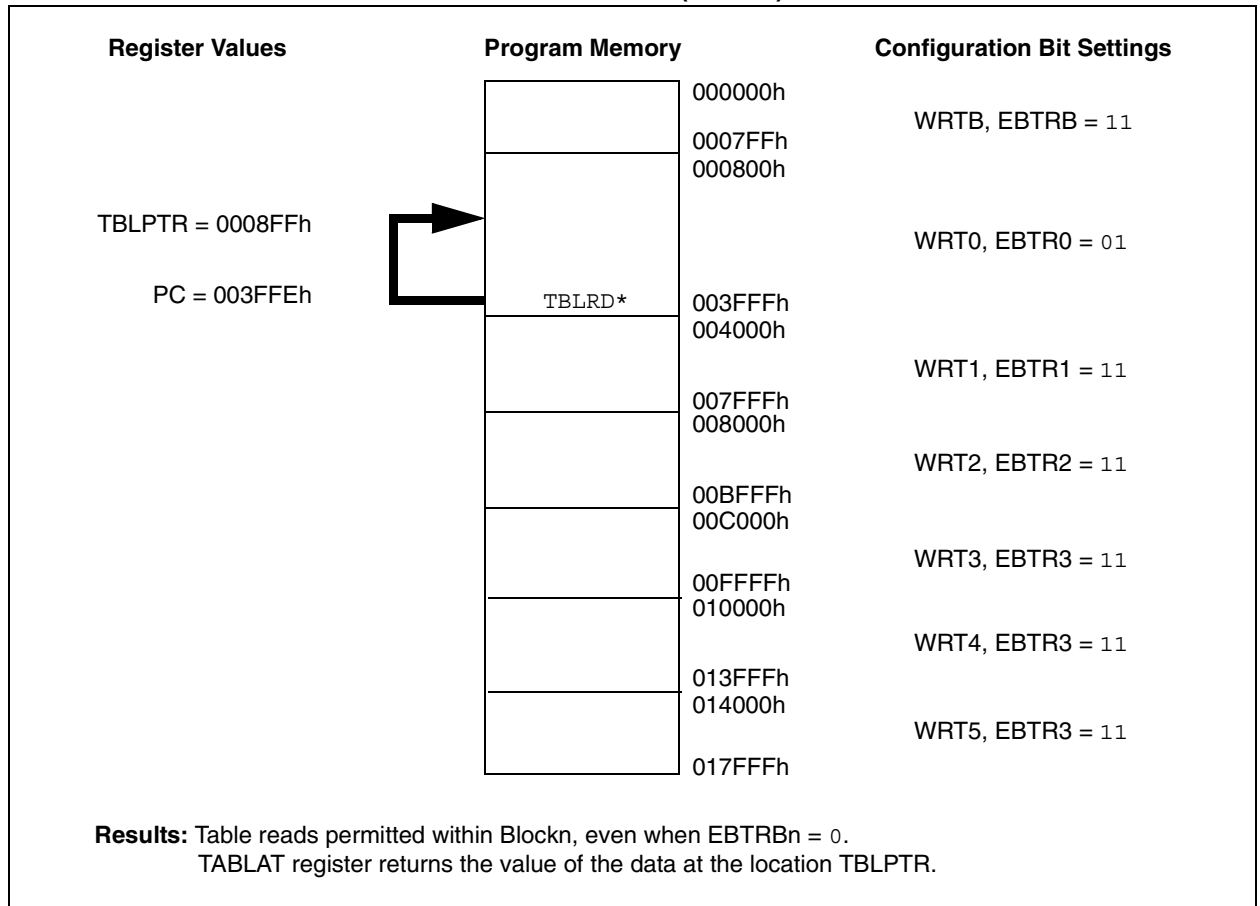 Register Values Program Memory Configuration Bit Settings
000000h
WRTB, EBTRB = 11
0007FFh
000800h
TBLPTR = 0008FFh
WRT0, EBTR0 = 01
PC = 003FFEh
TBLRD* 003FFFh
004000h
WRT1, EBTR1 = 11
007FFFh
008000h
WRT2, EBTR2 = 11
00BFFFh
00C000h
WRT3, EBTR3 = 11
00FFFFh
010000h
WRT4, EBTR3 = 11
013FFFh
014000h
WRT5, EBTR3 = 11
017FFFh
Results: Table reads permitted within Blockn, even when EBTRBn = 0.
TABLAT register returns the value of the data at the location TBLPTR.